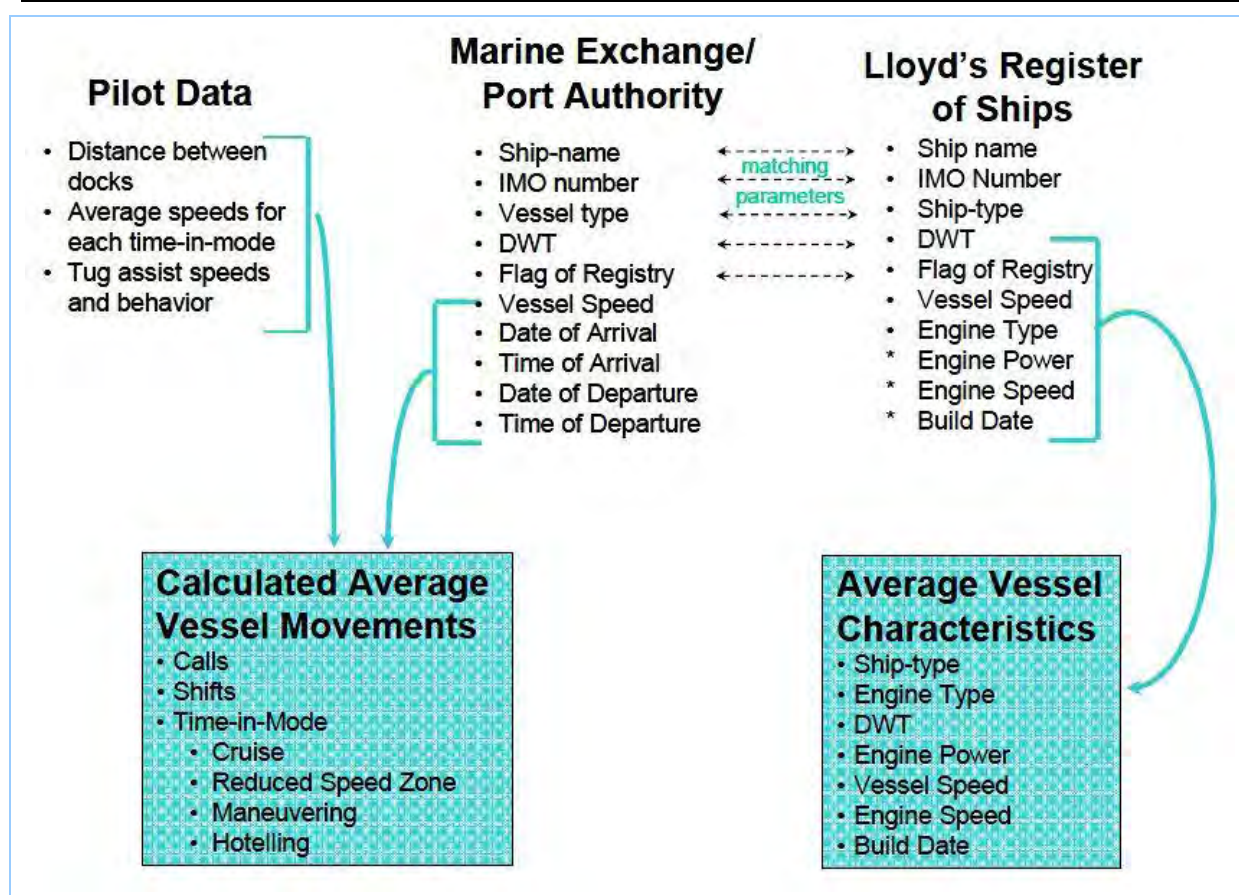 Pilot Data
• Distance between
docks
• Average speeds for
each time-in-mode
• Tug assist speeds
and behavior
Marine Exchange/
Port Authority
• Ship-name
• IMO number
• Vessel type
• DWT
• Flag of Registry
• Vessel Speed
• Date of Arrival
• Time of Arrival
• Date of Departure
• Time of Departure
matching
parameters
Lloyd's Register
of Ships
• Ship name
• IMO Number
• Ship-type
• DWT
• Flag of Registry
• Vessel Speed
• Engine Type
* Engine Power
* Engine Speed
* Build Date
Calculated Average
Vessel Movements
• Calls
• Shifts
• Time-in-Mode
• Cruise
• Reduced Speed Zone
• Maneuvering
• Hotelling
Average Vessel
Characteristics
• Ship-type
• Engine Type
• DWT
• Engine Power
• Vessel Speed
• Engine Speed
• Build Date